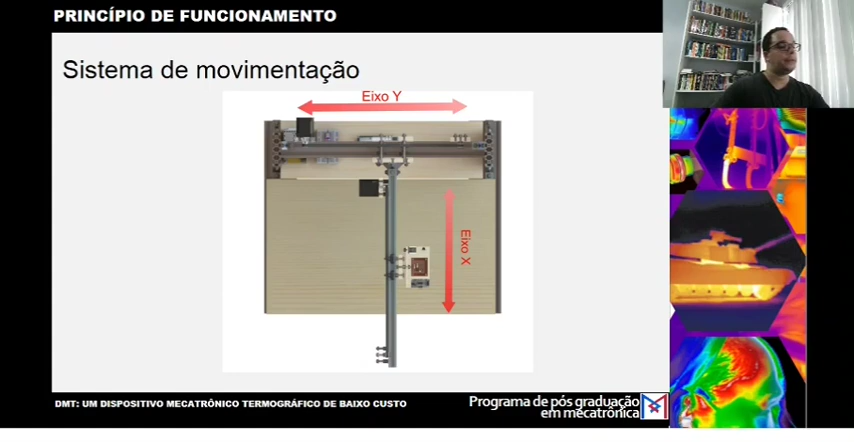 PRINCÍPIO DE FUNCIONAMENTO
Sistema de movimentação
Eixo Y
Eixo X
DMT: UM DISPOSITIVO MECATRÔNICO TERMOGRÁFICO DE BAIXO CUSTO
Programa de pós graduação
em mecatrônica